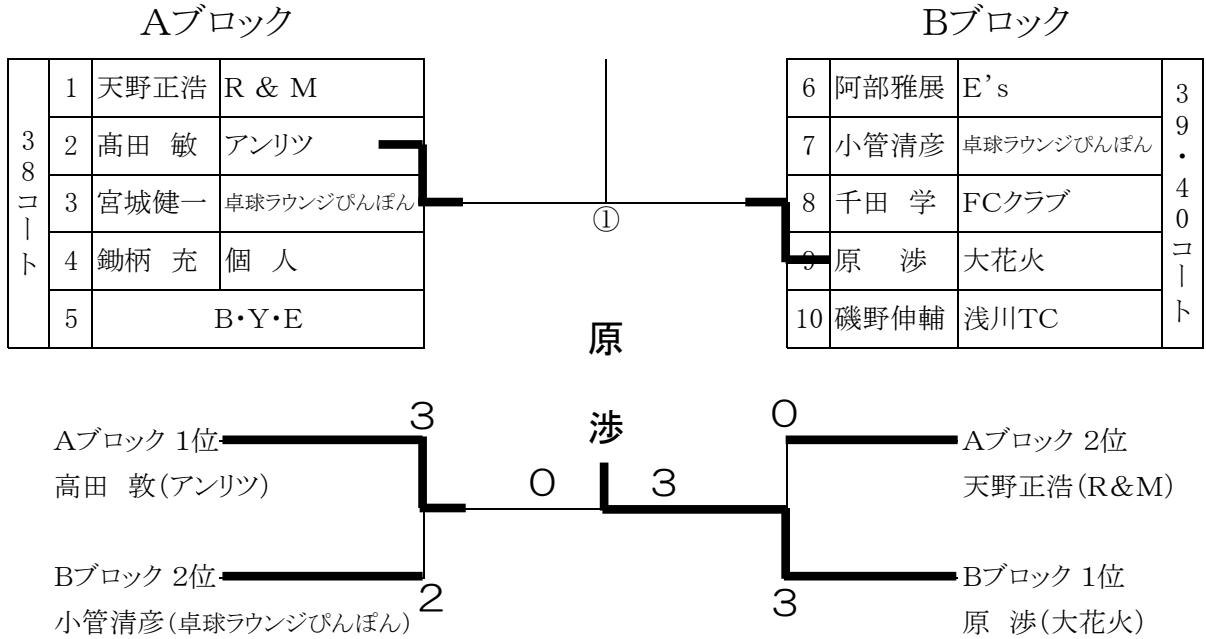 Aブロック
Bブロック
38コート
1 天野正浩 R & M
2 髙田 敏 アンリツ
3 宮城健一 卓球ラウンジぴんぽん
4 鋤柄 充 個 人
5 B・Y・E
6 阿部雅展 E’s
7 小管清彦 卓球ラウンジぴんぽん
8 千田 学 FCクラブ
9 原 渉 大花火
10 磯野伸輔 浅川TC
39・40コート
①
原 渉
3
0
Aブロック 1位
高田 敦(アンリツ)
0 3
Aブロック 2位
天野正浩(R&M)
Bブロック 2位
小管清彦(卓球ラウンジぴんぽん)
2
3
Bブロック 1位
原 渉(大花火)